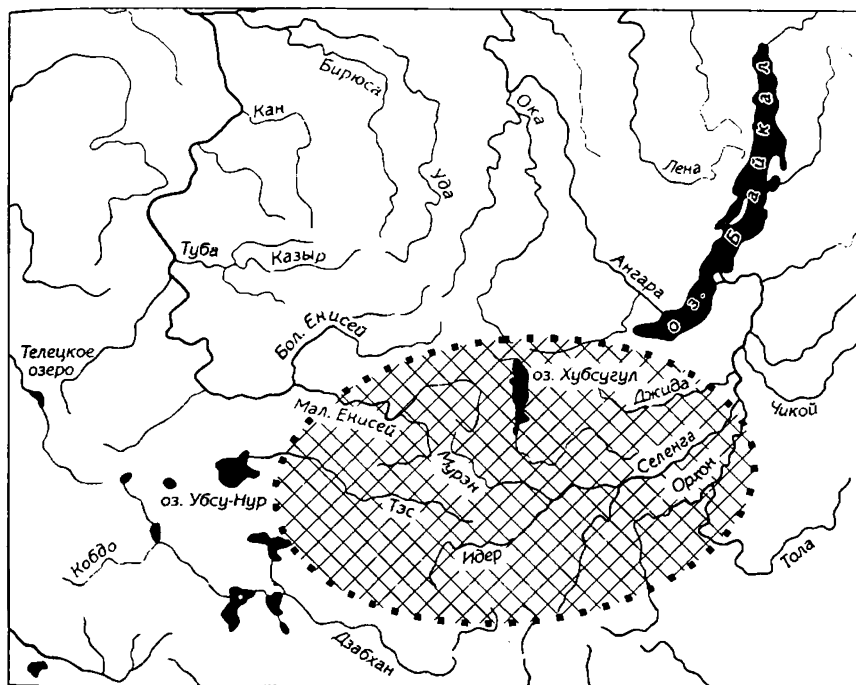 Бирюса
Кан
Ока
Уда
Лена
оз. Байкал
Туба
Казыр
Ангара
Бол. Енисей
Телецкое
озеро
оз. Хубсугул
Джида
Чикой
Мал. Енисей
Мурэн
Селенга
Орхон
оз. Убсу-Нур
Тэс
Идер
Кобдо
Тола
Дзабхан